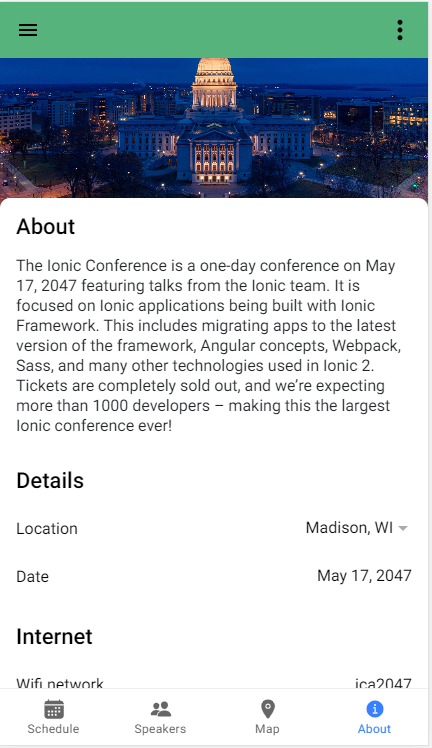 About
The Ionic Conference is a one-day conference on May
17, 2047 featuring talks from the Ionic team. It is
focused on Ionic applications being built with Ionic
Framework. This includes migrating apps to the latest
version of the framework, Angular concepts, Webpack,
Sass, and many other technologies used in Ionic 2.
Tickets are completely sold out, and we’re expecting
more than 1000 developers – making this the largest
Ionic conference ever!
Details
Location Madison, WI
Date May 17, 2047
Internet
Wifi network ica2047
Schedule Speakers Map About